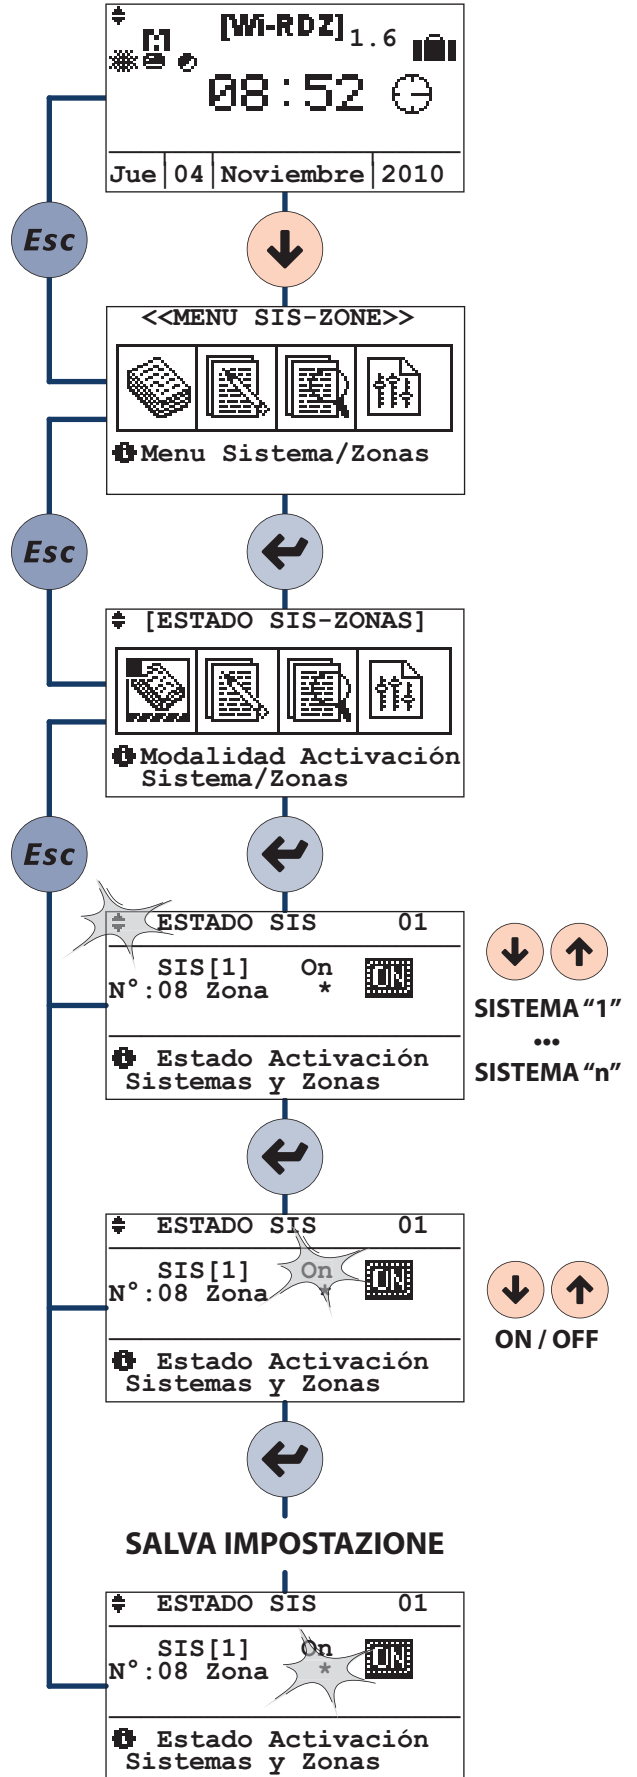 [Wi-RDZ] 1.6
08:52
Jue 04 Noviembre 2010
Esc
<<MENU SIS-ZONE>>
Menu Sistema/Zonas
Esc
[ESTADO SIS-ZONAS]
Modalidad Activación
Sistema/Zonas
Esc
ESTADO SIS 01
SIS[1] On ON
N°:08 Zona *
Estado Activación
Sistemas y Zonas
SISTEMA “1”
...
SISTEMA “n”
ESTADO SIS 01
SIS[1] On ON
N°:08 Zona *
Estado Activación
Sistemas y Zonas
ON / OFF
SALVA IMPOSTAZIONE
ESTADO SIS 01
SIS[1] On ON
N°:08 Zona *
Estado Activación
Sistemas y Zonas